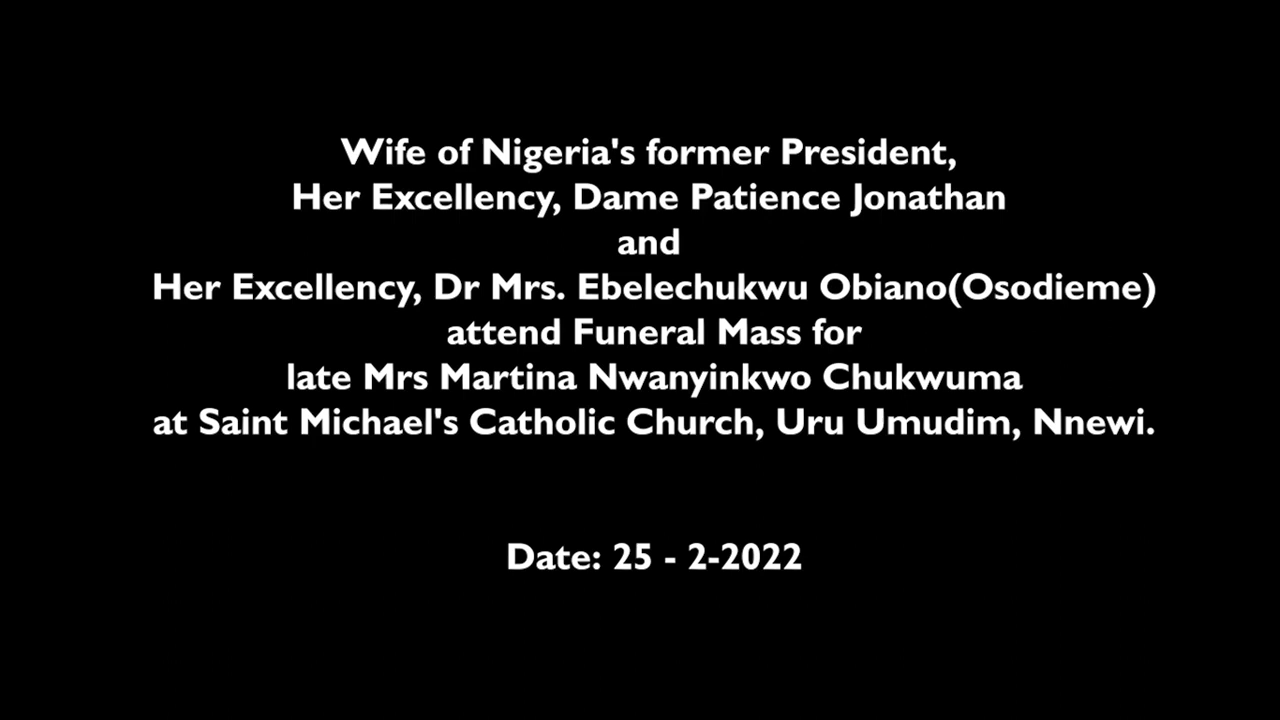 Wife of Nigeria's former President,
Her Excellency, Dame Patience Jonathan
and
Her Excellency, Dr Mrs. Ebelechukwu Obiano(Osodieme)
attend Funeral Mass for
late Mrs Martina Nwanyinkwo Chukwuma
at Saint Michael's Catholic Church, Uru Umudim, Nnewi.
Date: 25 - 2-2022